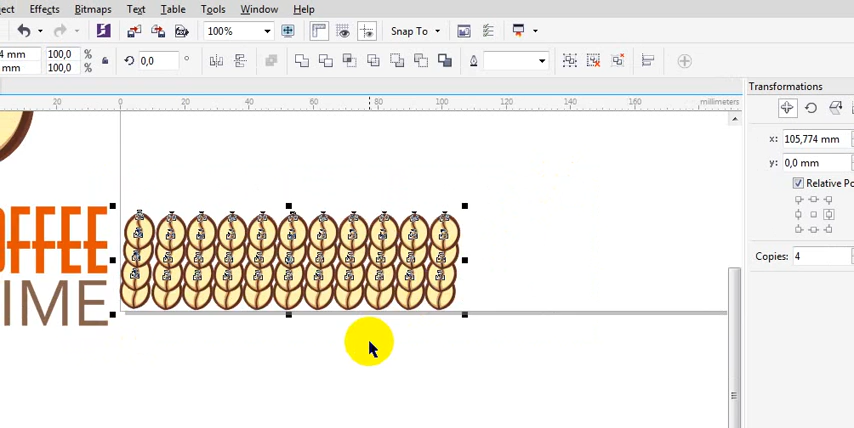 ect Effects Bitmaps Text Table Tools Window Help
100% Snap To
4 mm 100,0 %
mm 100,0 % 0,0 °
Transformations
20 0 20 40 60 80 100 120 140 160 millimeters
x: 105,774 mm
y: 0,0 mm
Relative Po
OFFEE
IME
Copies: 4